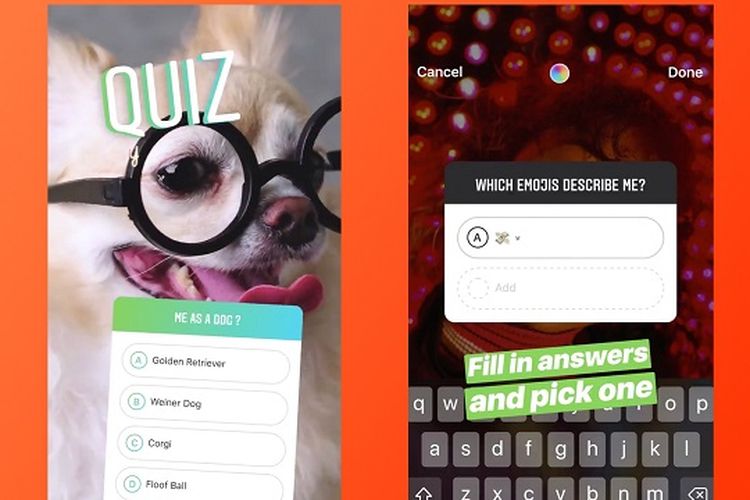 QUIZ
ME AS A DOG ?
A Golden Retriever
B Weiner Dog
C Corgi
D Floof Ball
Cancel
Done
WHICH EMOJIS DESCRIBE ME?
A
Add
Fill in answers
and pick one
q w o p
a s d f g h j k l
z x c v b n m